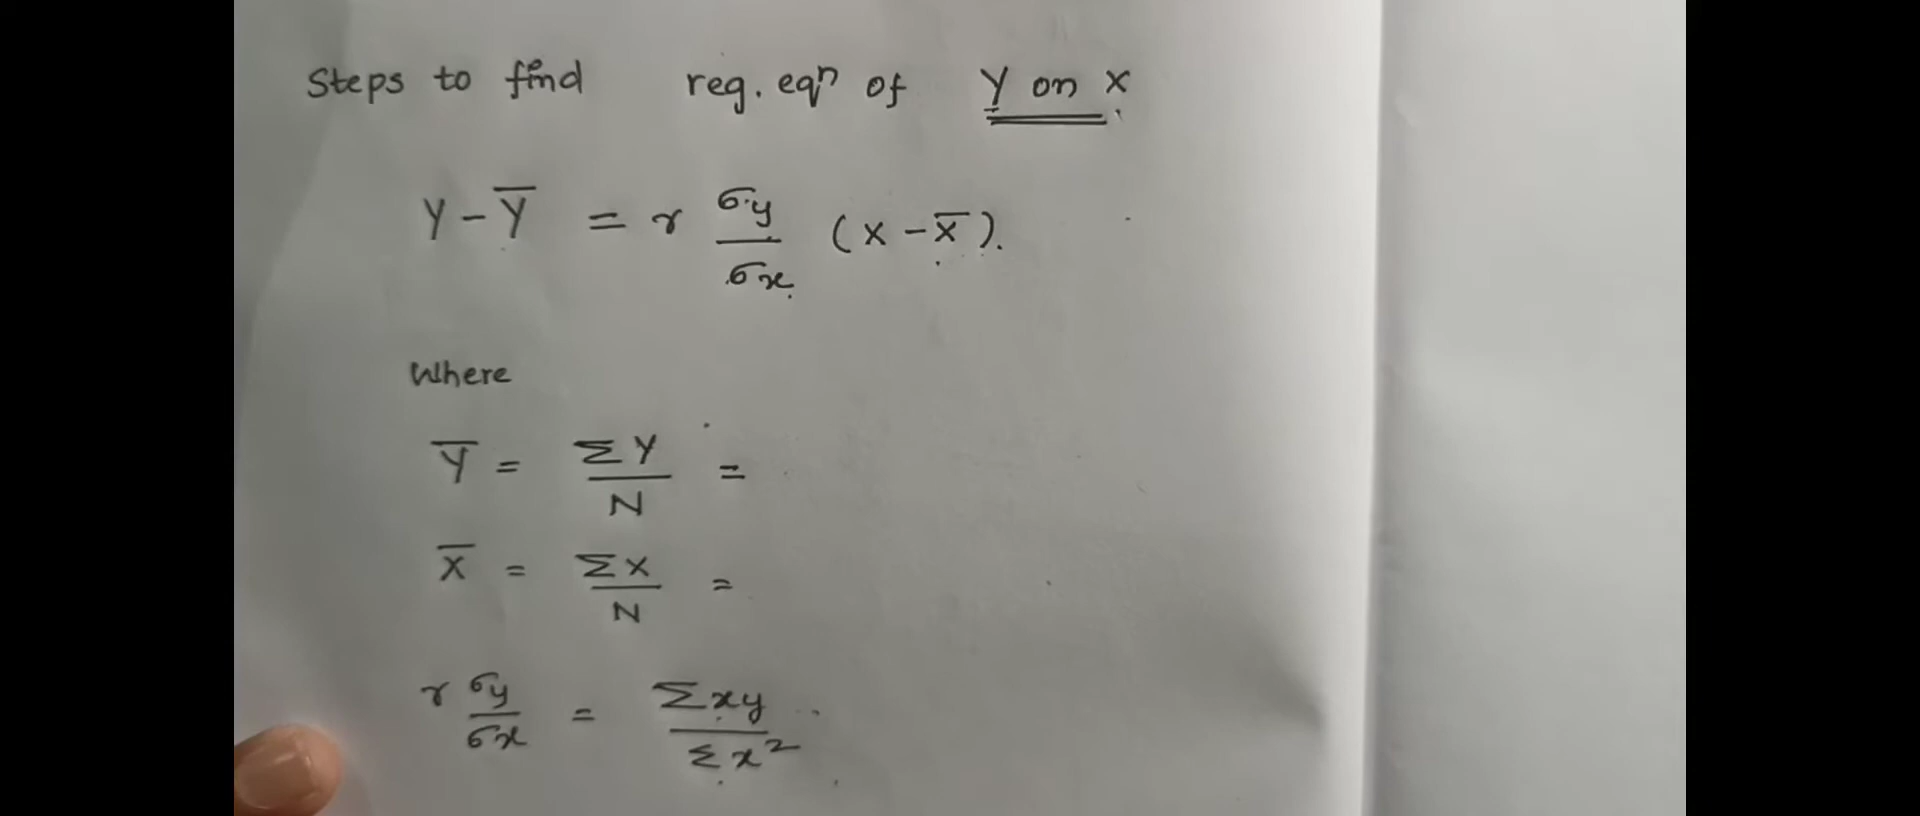 Steps to find reg. eqⁿ of Y on X
Y - Y̅ = r σy/σx (X - X̅).
Where
Y̅ = ΣY/N =
X̅ = ΣX/N =
r σy/σx = Σxy/Σx²